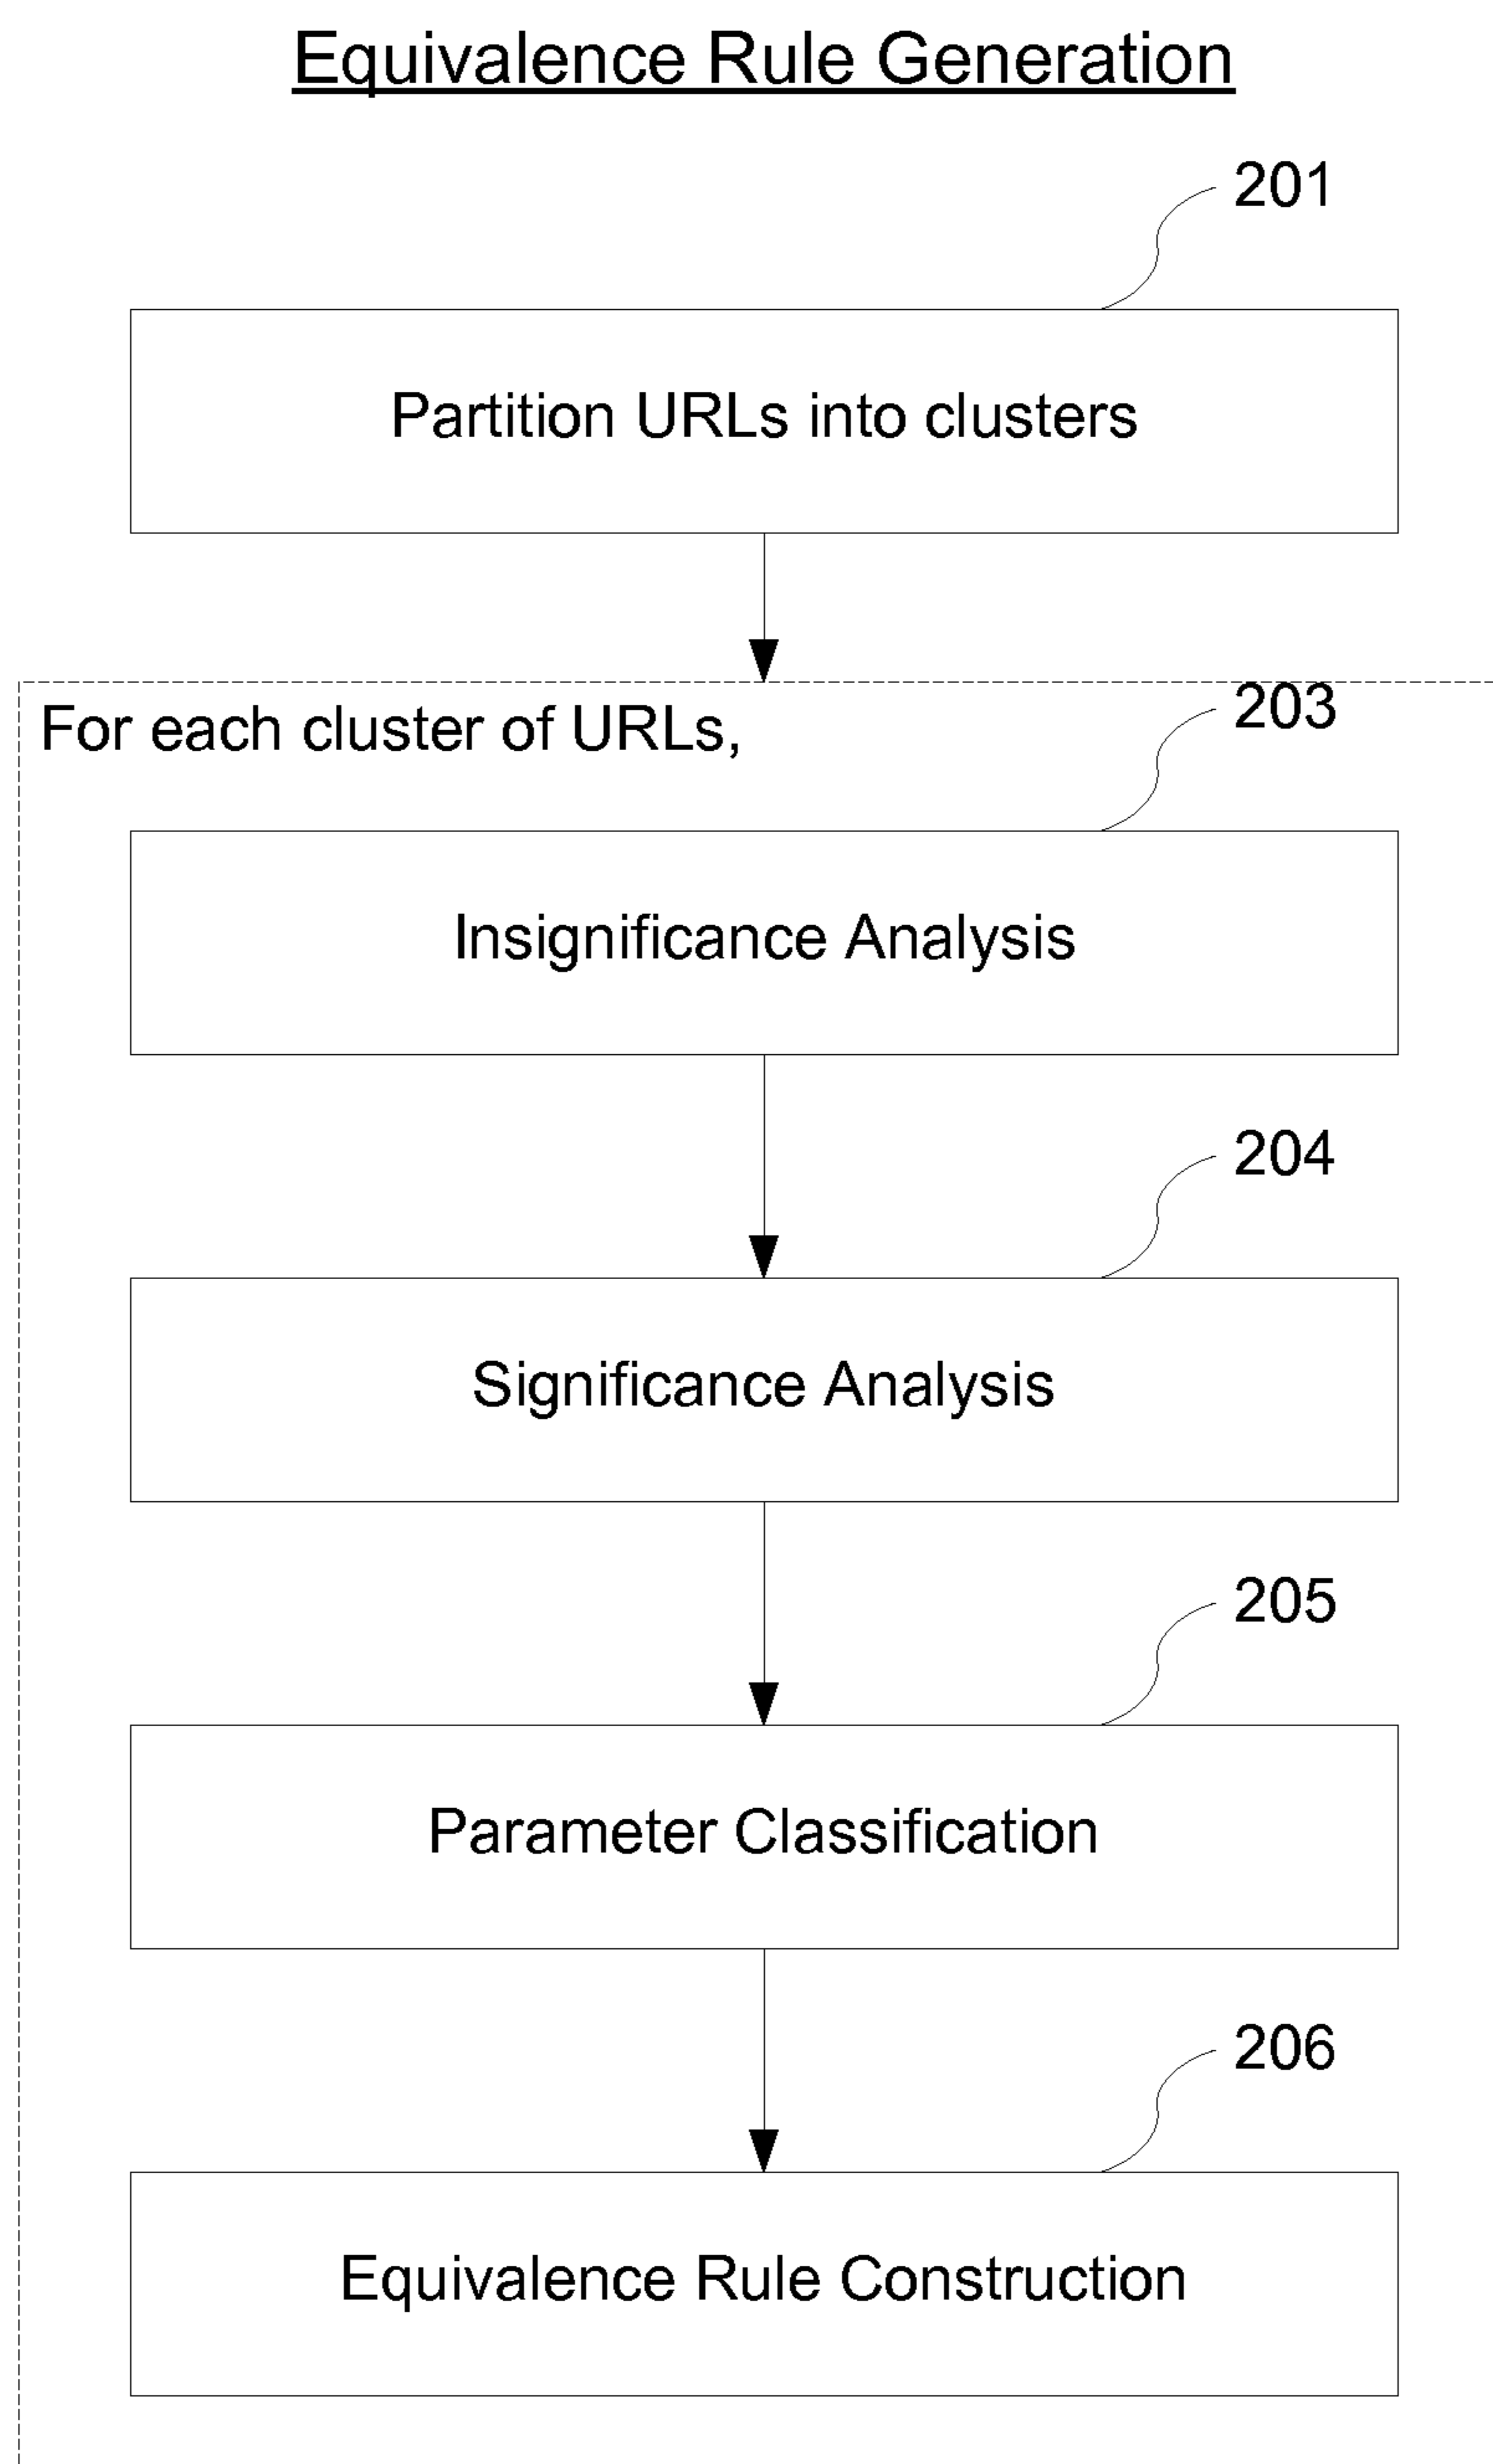 Equivalence Rule Generation
201
Partition URLs into clusters
For each cluster of URLs,
203
Insignificance Analysis
204
Significance Analysis
205
Parameter Classification
206
Equivalence Rule Construction